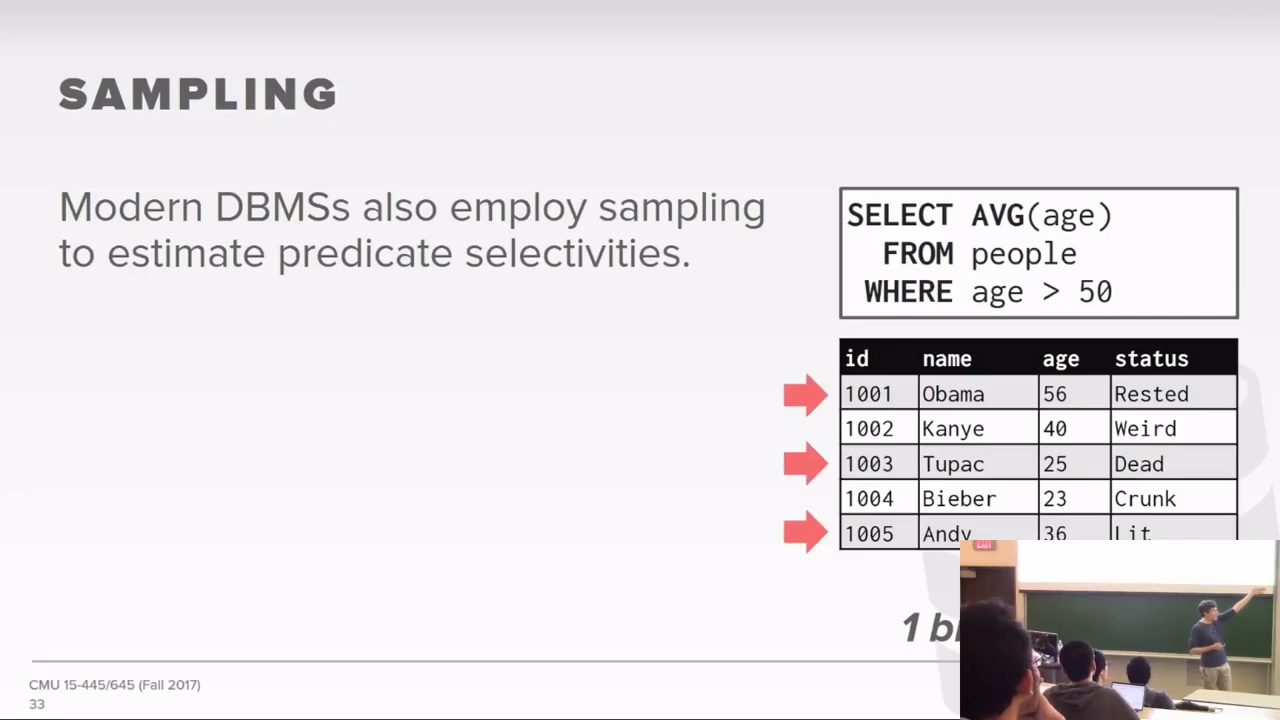 SAMPLING
Modern DBMSs also employ sampling
to estimate predicate selectivities.
SELECT AVG(age)
FROM people
WHERE age > 50
id name age status
1001 Obama 56 Rested
1002 Kanye 40 Weird
1003 Tupac 25 Dead
1004 Bieber 23 Crunk
1005 Andy 36 Lit
1
CMU 15-445/645 (Fall 2017)
33
EXIT